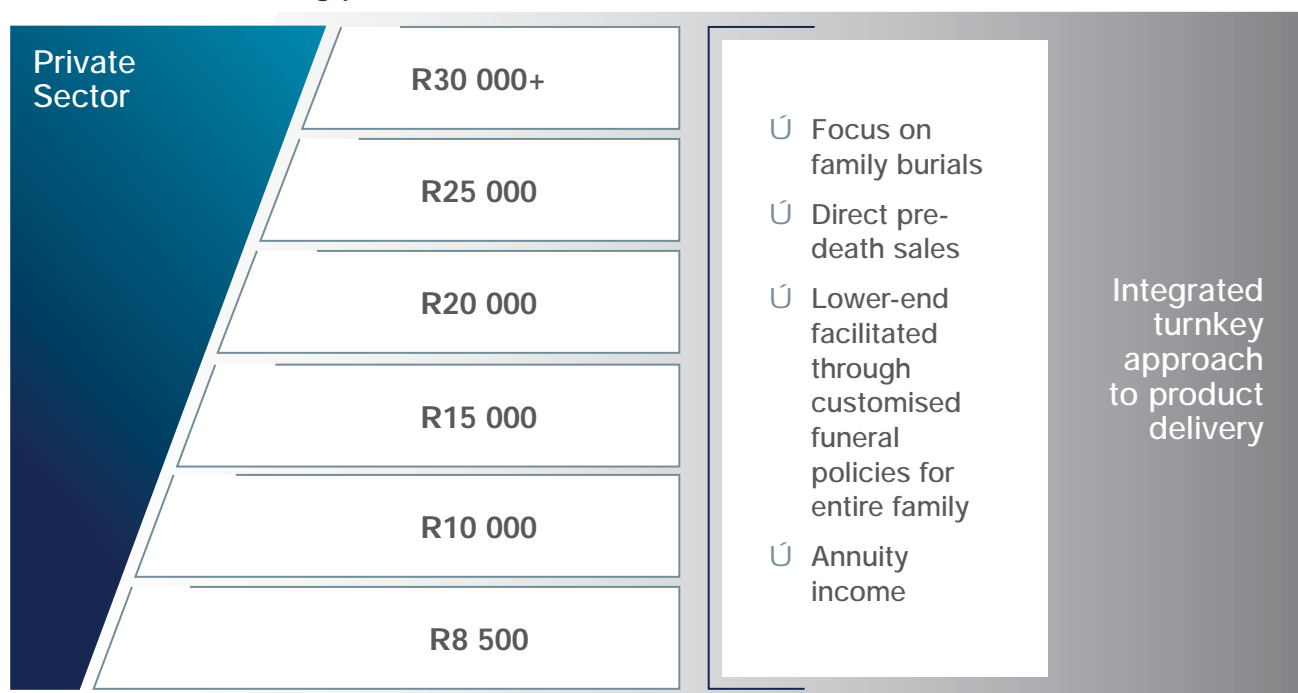 Private
Sector
R30 000+
R25 000
R20 000
R15 000
R10 000
R8 500
Ú Focus on
family burials
Ú Direct pre-
death sales
Ú Lower-end
facilitated
through
customised
funeral
policies for
entire family
Ú Annuity
income
Integrated
turnkey
approach
to product
delivery